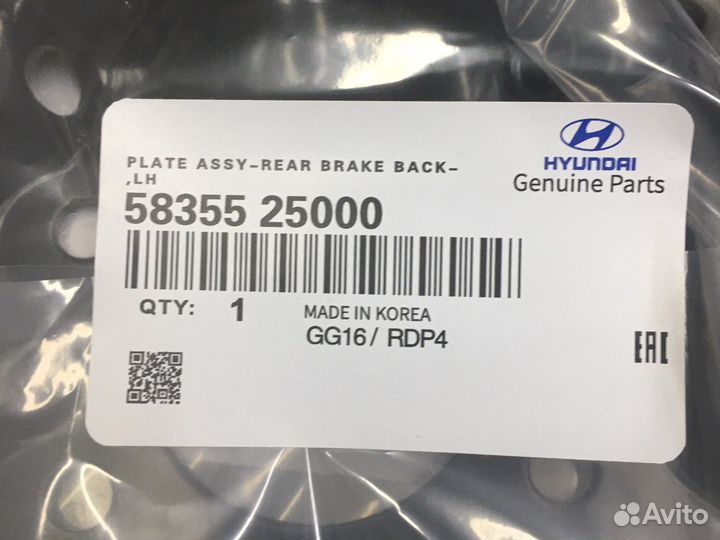 PLATE ASSY-REAR BRAKE BACK-
,LH
HYUNDAI
Genuine Parts
58355 25000
QTY: 1
MADE IN KOREA
GG16/ RDP4
EAC
Avito